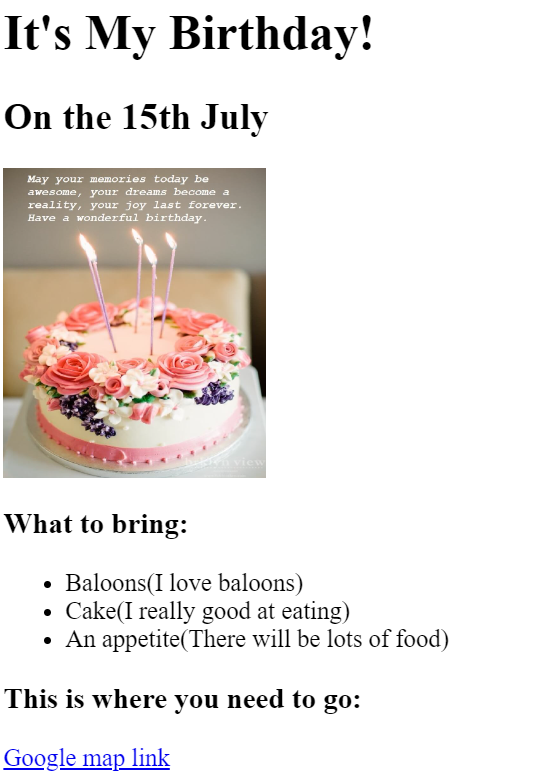 It's My Birthday!
On the 15th July
May your memories today be
awesome, your dreams become a
reality, your joy last forever.
Have a wonderful birthday.
What to bring:
Baloons(I love baloons)
Cake(I really good at eating)
An appetite(There will be lots of food)
This is where you need to go:
Google map link